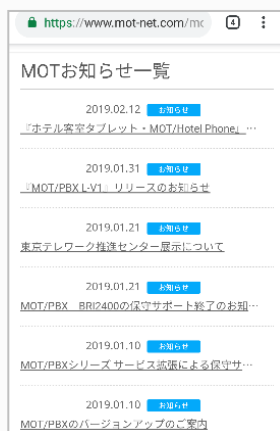 https://www.mot-net.com/mc
4
MOTお知らせ一覧
2019.02.12 お知らせ
『ホテル客室タブレット・MOT/Hotel Phone』…
2019.01.31 お知らせ
『MOT/PBX L-V1』リリースのお知らせ
2019.01.21 お知らせ
東京テレワーク推進センター展示について
2019.01.21 お知らせ
MOT/PBX　BRI2400の保守サポート終了のお知…
2019.01.10 お知らせ
MOT/PBXシリーズ サービス拡張による保守サ…
2019.01.10 お知らせ
MOT/PBXのバージョンアップのご案内